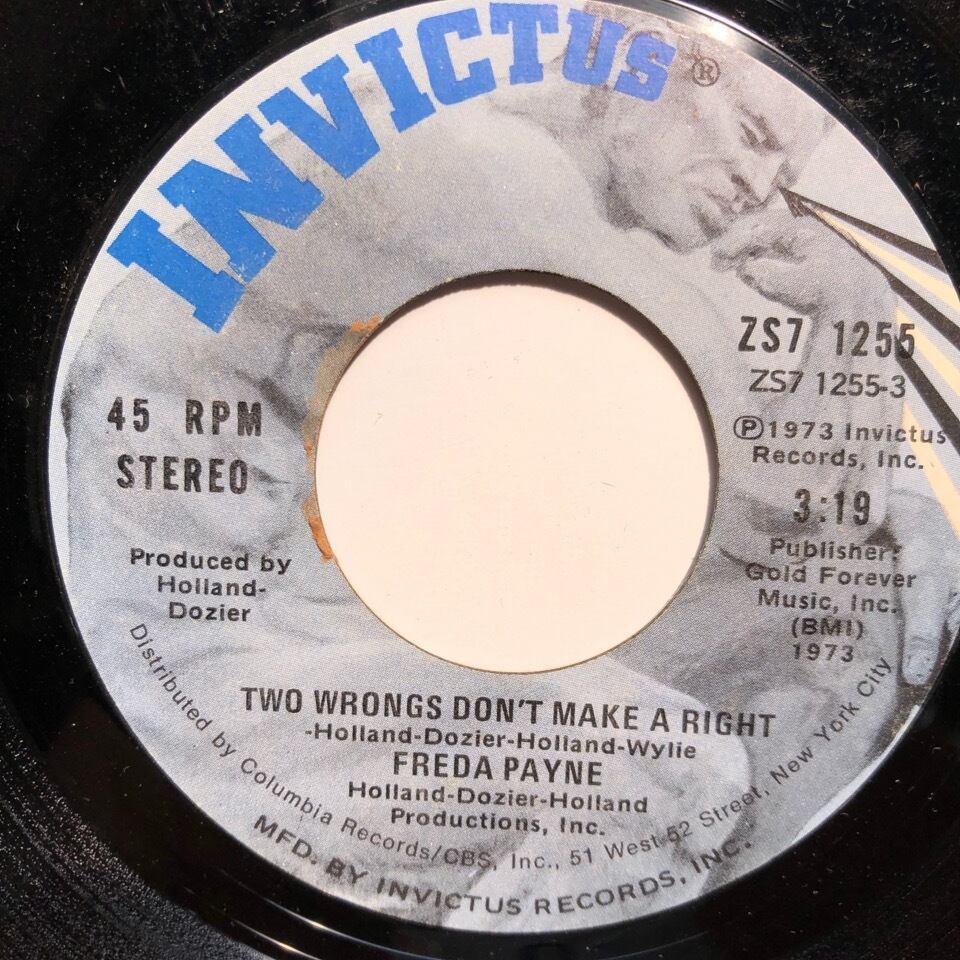 INVICTUS®
45 RPM
STEREO
Produced by
Holland-
Dozier
ZS7 1255
ZS7 1255-3
Ⓟ1973 Invictus
Records, Inc.
3:19
Publisher:
Gold Forever
Music, Inc.
(BMI)
1973
TWO WRONGS DON'T MAKE A RIGHT
-Holland-Dozier-Holland-Wylie
FREDA PAYNE
Holland-Dozier-Holland
Productions, Inc.
Distributed by Columbia Records/CBS, Inc., 51 West 52 Street, New York City
MFD. BY INVICTUS RECORDS, INC.